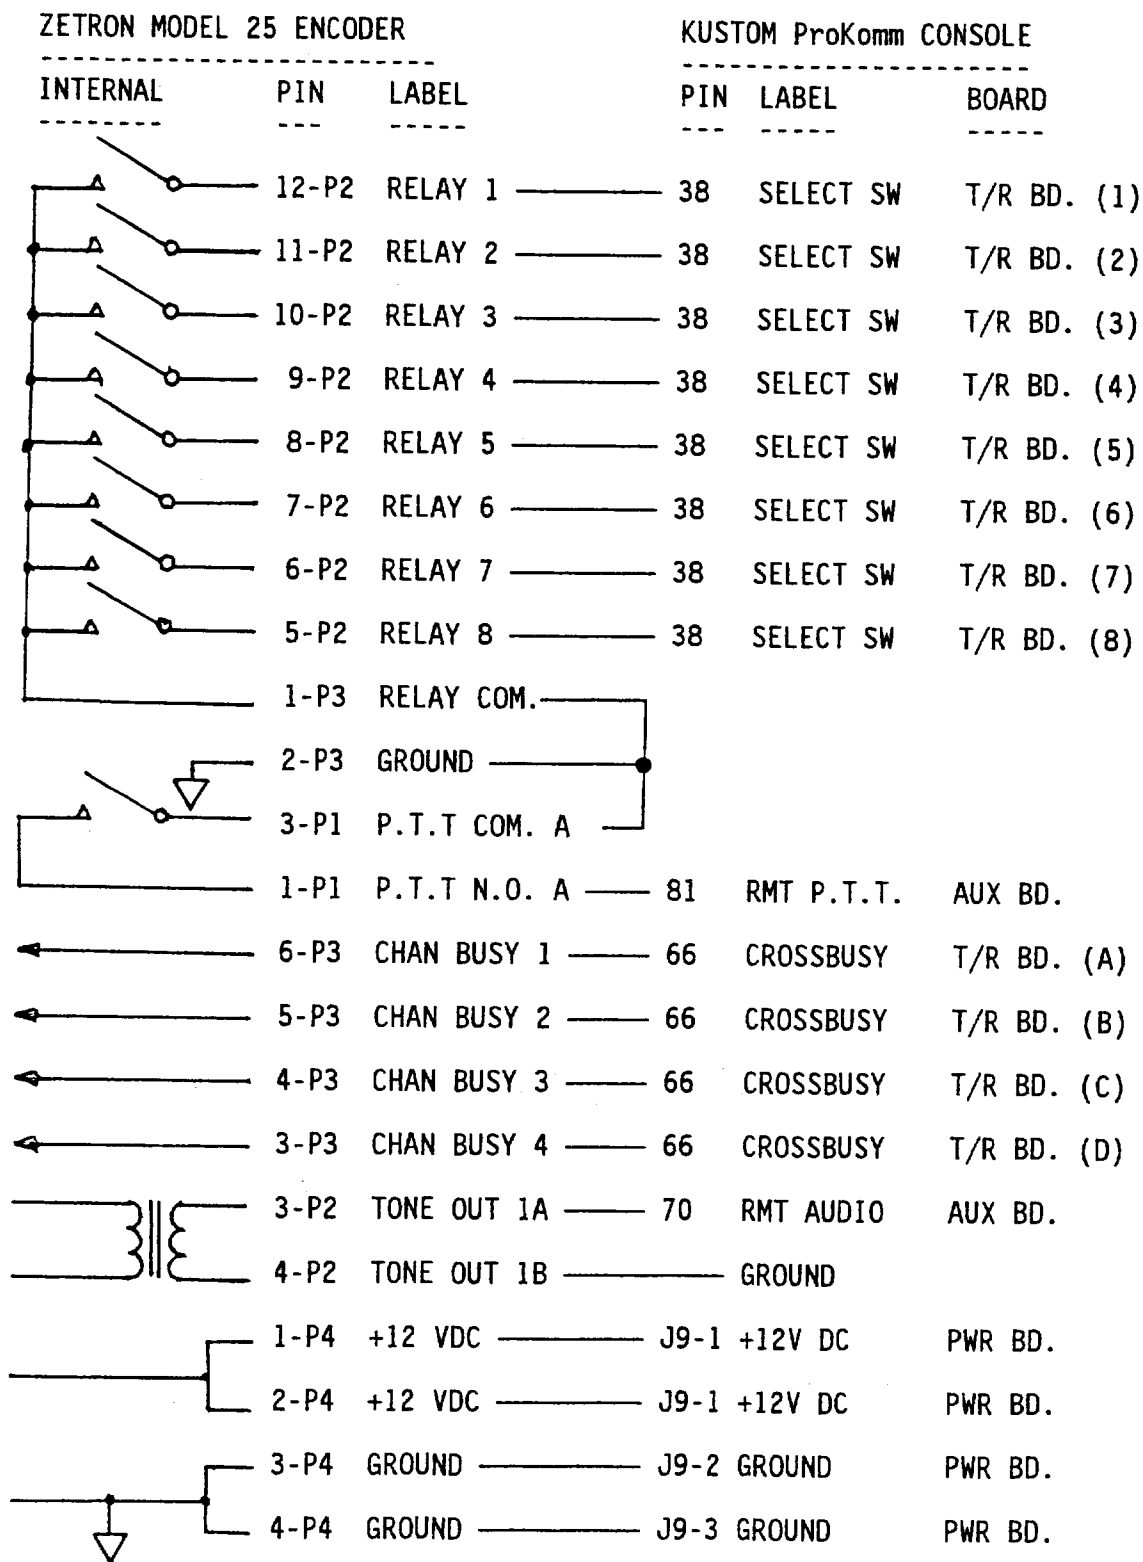 ZETRON MODEL 25 ENCODER KUSTOM ProKomm CONSOLE
INTERNAL PIN LABEL PIN LABEL BOARD
12-P2 RELAY 1 38 SELECT SW T/R BD. (1)
11-P2 RELAY 2 38 SELECT SW T/R BD. (2)
10-P2 RELAY 3 38 SELECT SW T/R BD. (3)
9-P2 RELAY 4 38 SELECT SW T/R BD. (4)
8-P2 RELAY 5 38 SELECT SW T/R BD. (5)
7-P2 RELAY 6 38 SELECT SW T/R BD. (6)
6-P2 RELAY 7 38 SELECT SW T/R BD. (7)
5-P2 RELAY 8 38 SELECT SW T/R BD. (8)
1-P3 RELAY COM.
2-P3 GROUND
3-P1 P.T.T COM. A
1-P1 P.T.T N.O. A 81 RMT P.T.T. AUX BD.
6-P3 CHAN BUSY 1 66 CROSSBUSY T/R BD. (A)
5-P3 CHAN BUSY 2 66 CROSSBUSY T/R BD. (B)
4-P3 CHAN BUSY 3 66 CROSSBUSY T/R BD. (C)
3-P3 CHAN BUSY 4 66 CROSSBUSY T/R BD. (D)
3-P2 TONE OUT 1A 70 RMT AUDIO AUX BD.
4-P2 TONE OUT 1B GROUND
1-P4 +12 VDC J9-1 +12V DC PWR BD.
2-P4 +12 VDC J9-1 +12V DC PWR BD.
3-P4 GROUND J9-2 GROUND PWR BD.
4-P4 GROUND J9-3 GROUND PWR BD.